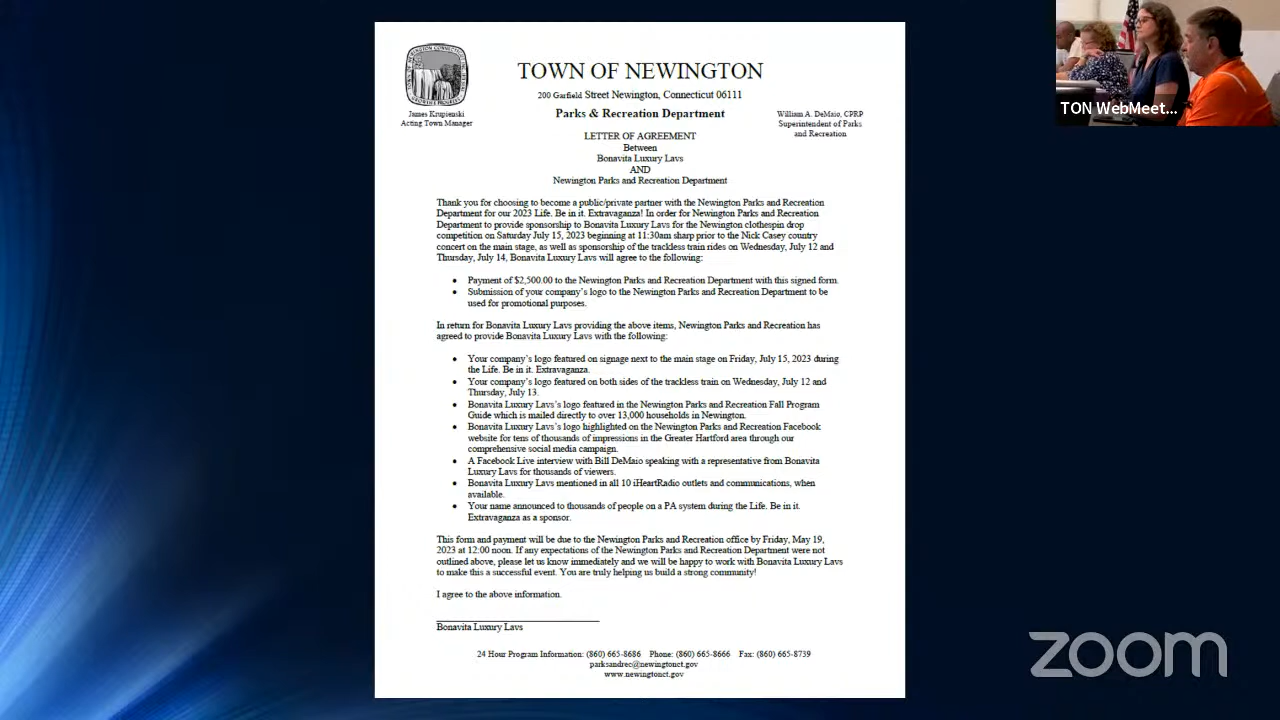 TOWN OF NEWINGTON
200 Garfield Street Newington, Connecticut 06111
Parks & Recreation Department
James Krupienski
Acting Town Manager
William A. DeMaio, CPRP
Superintendent of Parks
and Recreation
LETTER OF AGREEMENT
Between
Bonavita Luxury Lavs
AND
Newington Parks and Recreation Department
Thank you for choosing to become a public/private partner with the Newington Parks and Recreation
Department for our 2023 Life. Be in it. Extravaganza! In order for Newington Parks and Recreation
Department to provide sponsorship to Bonavita Luxury Lavs for the Newington clothespin drop
competition on Saturday July 15, 2023 beginning at 11:30am sharp prior to the Nick Casey country
concert on the main stage, as well as sponsorship of the trackless train rides on Wednesday, July 12 and
Thursday, July 14, Bonavita Luxury Lavs will agree to the following:
• Payment of $2,500.00 to the Newington Parks and Recreation Department with this signed form.
• Submission of your company's logo to the Newington Parks and Recreation Department to be
used for promotional purposes.
In return for Bonavita Luxury Lavs providing the above items, Newington Parks and Recreation has
agreed to provide Bonavita Luxury Lavs with the following:
• Your company's logo featured on signage next to the main stage on Friday, July 15, 2023 during
the Life. Be in it. Extravaganza.
• Your company's logo featured on both sides of the trackless train on Wednesday, July 12 and
Thursday, July 13.
• Bonavita Luxury Lavs's logo featured in the Newington Parks and Recreation Fall Program
Guide which is mailed directly to over 13,000 households in Newington.
• Bonavita Luxury Lavs's logo highlighted on the Newington Parks and Recreation Facebook
website for tens of thousands of impressions in the Greater Hartford area through our
comprehensive social media campaign.
• A Facebook Live interview with Bill DeMaio speaking with a representative from Bonavita
Luxury Lavs for thousands of viewers.
• Bonavita Luxury Lavs mentioned in all 10 iHeartRadio outlets and communications, when
available.
• Your name announced to thousands of people on a PA system during the Life. Be in it.
Extravaganza as a sponsor.
This form and payment will be due to the Newington Parks and Recreation office by Friday, May 19,
2023 at 12:00 noon. If any expectations of the Newington Parks and Recreation Department were not
outlined above, please let us know immediately and we will be happy to work with Bonavita Luxury Lavs
to make this a successful event. You are truly helping us build a strong community!
I agree to the above information.
Bonavita Luxury Lavs
24 Hour Program Information: (860) 665-8686 Phone: (860) 665-8666 Fax: (860) 665-8739
parksandrec@newingtonct.gov
www.newingtonct.gov
TON WebMeet...
zoom